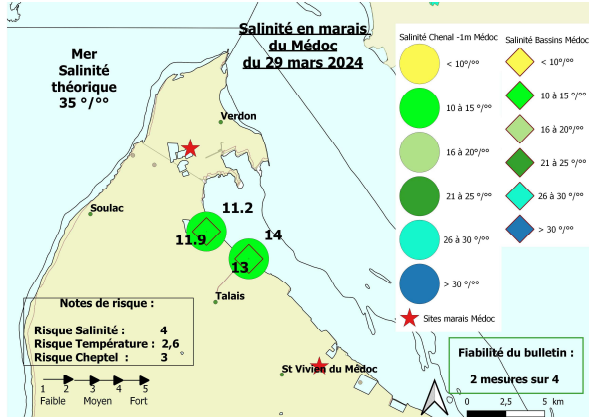 Salinité en marais
du Médoc
du 29 mars 2024
Mer
Salinité
théorique
35 °/°°
Verdon
Soulac
11.2
11.9
14
13
Talais
St Vivien du Médoc
Notes de risque :
Risque Salinité : 4
Risque Température : 2,6
Risque Cheptel : 3
1 2 3 4 5
Faible Moyen Fort
Salinité Chenal -1m Médoc
< 10°/°°
10 à 15 °/°°
16 à 20°/°°
21 à 25 °/°°
26 à 30 °/°°
> 30 °/°°
Sites marais Médoc
Salinité Bassins Médoc
< 10°/°°
10 à 15 °/°°
16 à 20°/°°
21 à 25 °/°°
26 à 30 °/°°
> 30 °/°°
Fiabilité du bulletin :
2 mesures sur 4
0 2,5 5 km